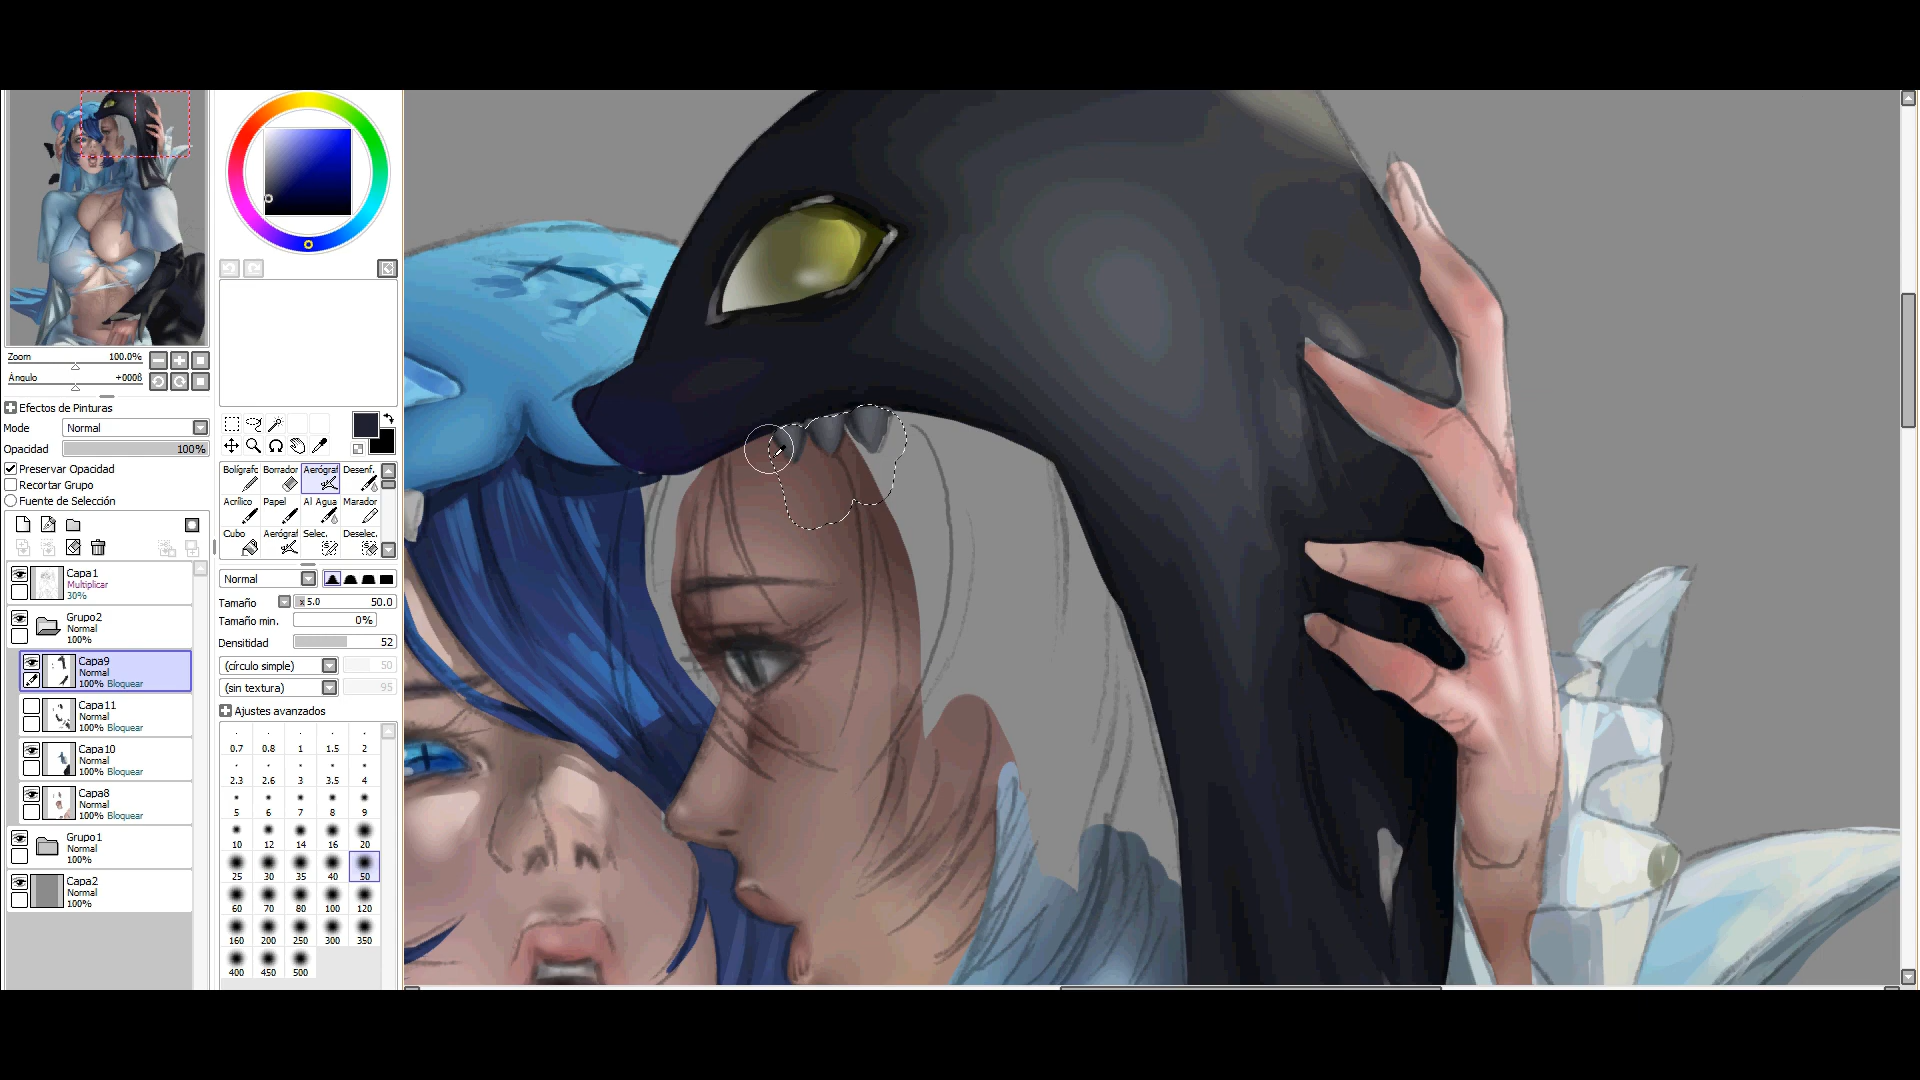 Zoom 100.0%
Ángulo +000ß
Efectos de Pinturas
Mode Normal
Opacidad 100%
Preservar Opacidad
Recortar Grupo
Fuente de Selección
Capa1
Multiplicar
30%
Grupo2
Normal
100%
Capa9
Normal
100% Bloquear
Capa11
Normal
100% Bloquear
Capa10
Normal
100% Bloquear
Capa8
Normal
100% Bloquear
Grupo1
Normal
100%
Capa2
Normal
100%
Bolígrafc Borrador Aerógraf Desenf.
Acrílico Papel Al Agua Marador
Cubo Aerógraf Selec. Deselec.
Normal
Tamaño x 5.0 50.0
Tamaño min. 0%
Densitidad 52
(círculo simple) 50
(sin textura) 95
Ajustes avanzados
0.7 0.8 1 1.5 2
2.3 2.6 3 3.5 4
5 6 7 8 9
10 12 14 16 20
25 30 35 40 50
60 70 80 100 120
160 200 250 300 350
400 450 500